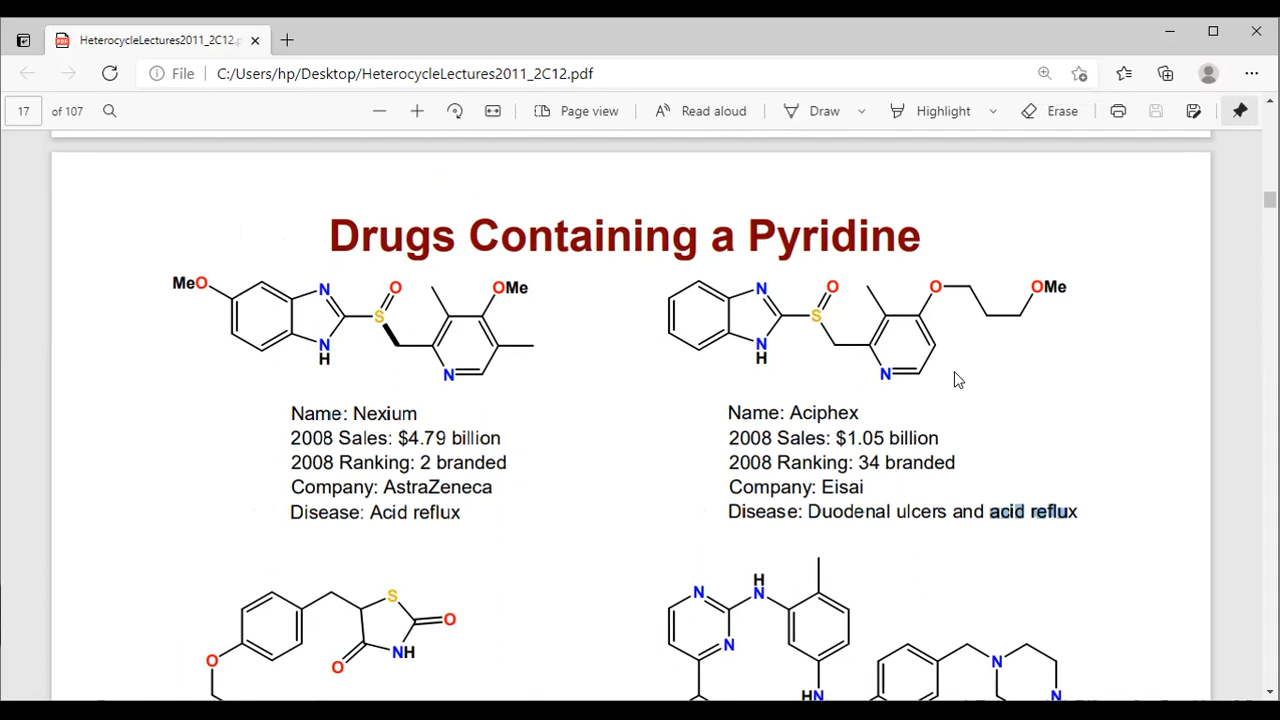 HeterocycleLectures2011_2C12.p
File C:/Users/hp/Desktop/HeterocycleLectures2011_2C12.pdf
17 of 107 Page view Read aloud Draw Highlight Erase
Drugs Containing a Pyridine
MeO N N H S O OMe N
N N H S O O OMe N
Name: Nexium
2008 Sales: $4.79 billion
2008 Ranking: 2 branded
Company: AstraZeneca
Disease: Acid reflux
Name: Aciphex
2008 Sales: $1.05 billion
2008 Ranking: 34 branded
Company: Eisai
Disease: Duodenal ulcers and acid reflux
S O NH O O
N N H N HN N N